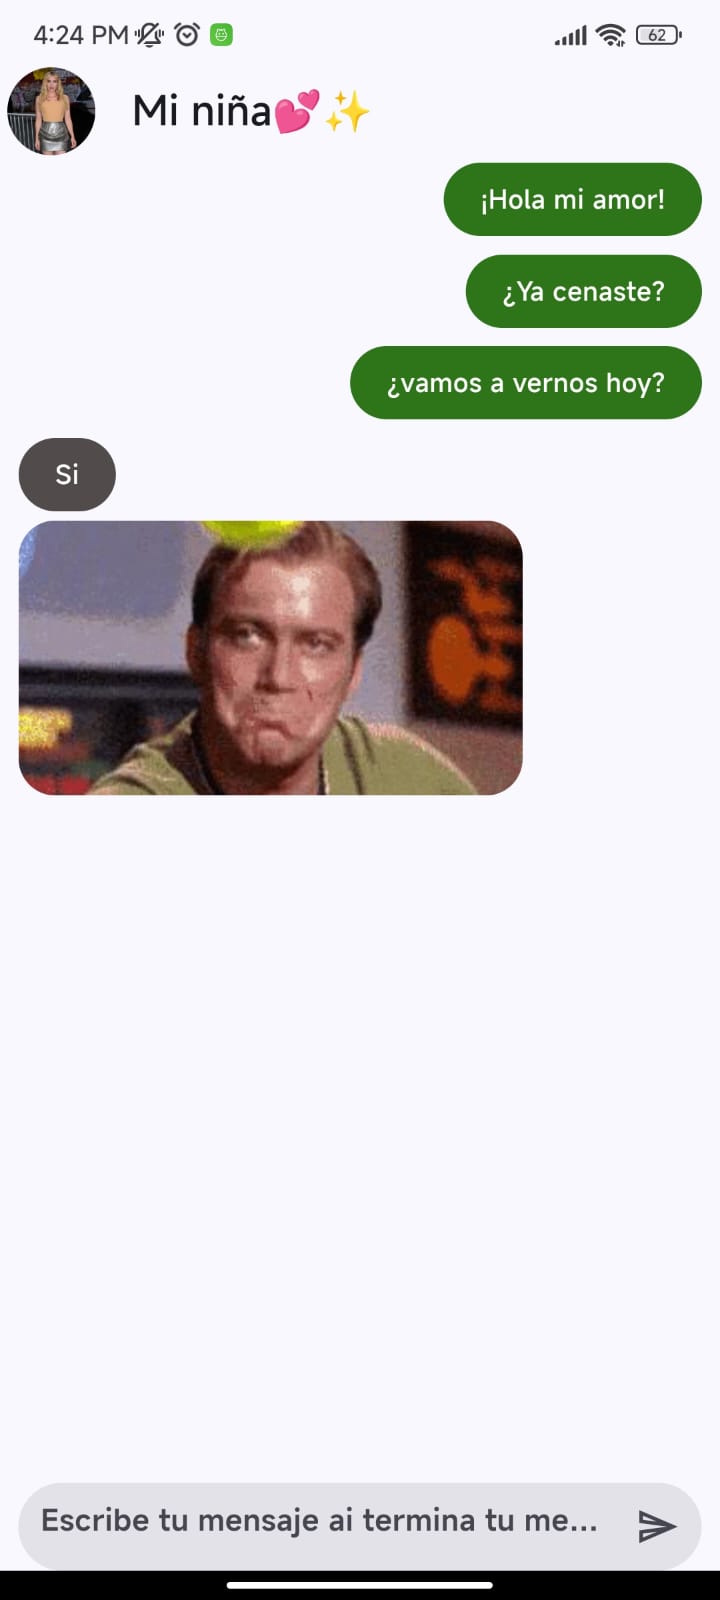 4:24 PM
62
Mi niña💕✨
¡Hola mi amor!
¿Ya cenaste?
¿vamos a vernos hoy?
Si
Escribe tu mensaje ai termina tu me...